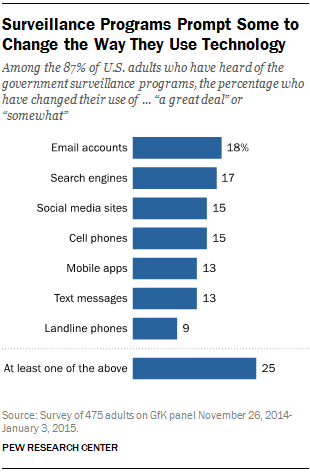 Surveillance Programs Prompt Some to
Change the Way They Use Technology
Among the 87% of U.S. adults who have heard of the
government surveillance programs, the percentage who
have changed their use of ... “a great deal” or
“somewhat”
Email accounts 18%
Search engines 17
Social media sites 15
Cell phones 15
Mobile apps 13
Text messages 13
Landline phones 9
At least one of the above 25
Source: Survey of 475 adults on GfK panel November 26, 2014-
January 3, 2015.
PEW RESEARCH CENTER